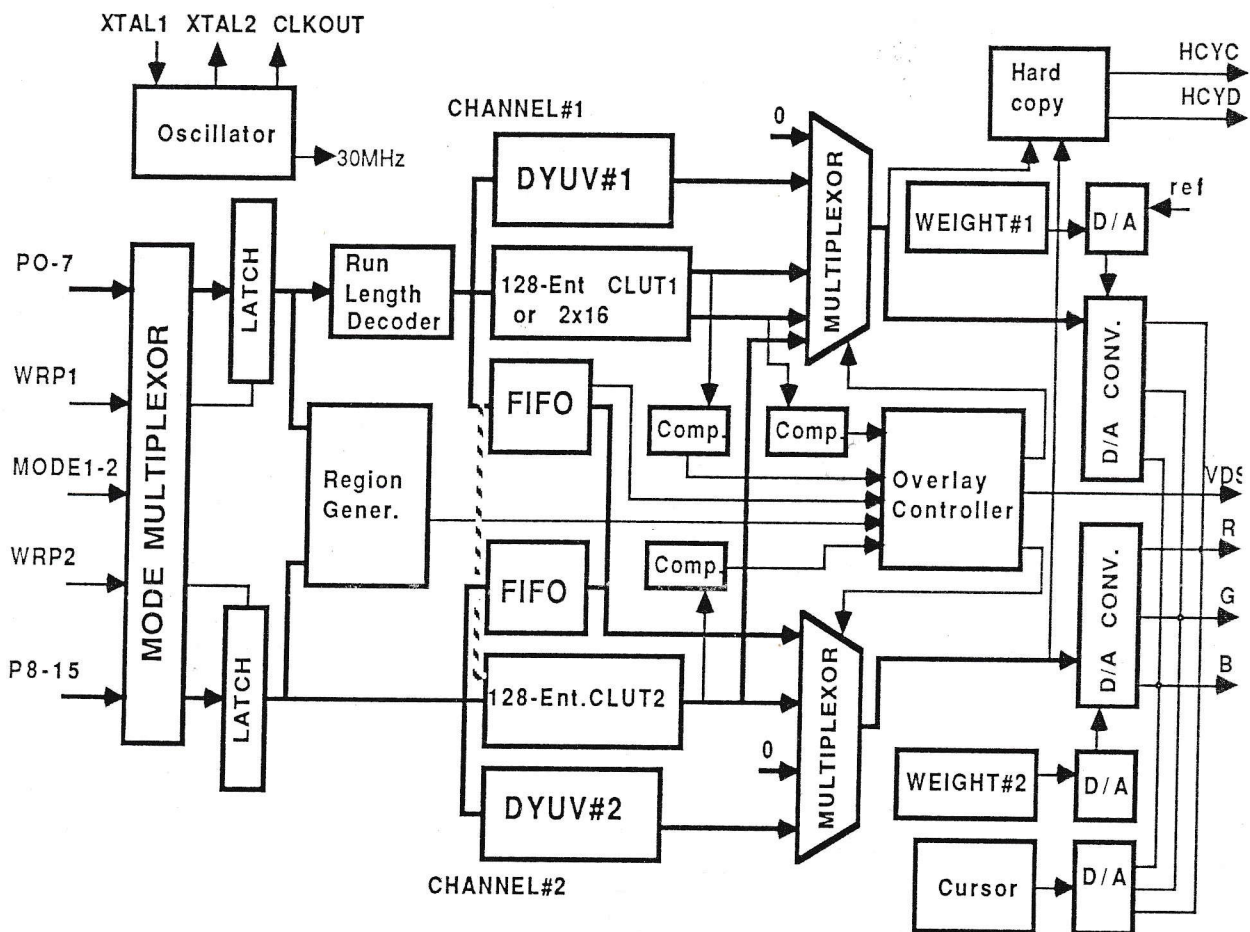 XTAL1 XTAL2 CLKOUT
Oscillator
30MHz
CHANNEL#1
DYUV#1
128-Ent CLUT1
or 2x16
0
MULTIPLEXOR
Hard
copy
HCYC
HCYD
WEIGHT#1
D/A
ref
PO-7
WRP1
MODE1-2
WRP2
P8-15
MODE MULTIPLEXOR
LATCH
Run
Length
Decoder
FIFO
Region
Gener.
Comp.
Comp.
Overlay
Controller
D/A CONV.
VDS
R
G
B
FIFO
Comp.
LATCH
128-Ent.CLUT2
0
MULTIPLEXOR
D/A CONV.
DYUV#2
CHANNEL#2
WEIGHT#2
D/A
Cursor
D/A